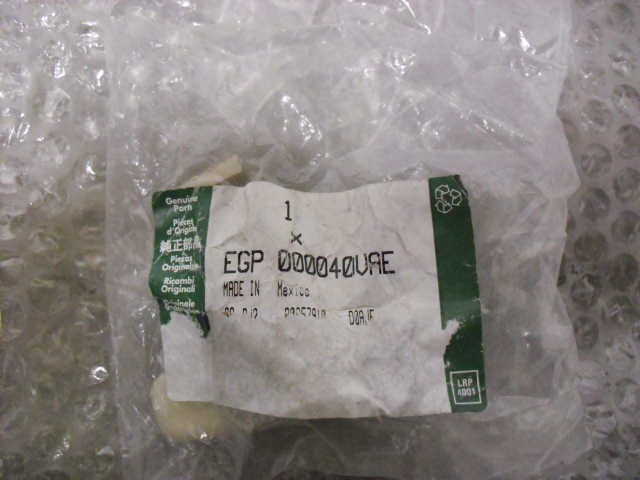 Genuine
Parts
Pièces
d'Origine
純正部品
Piezas
Originales
Ricambi
Originali
1
×
EGP 000040VAE
MADE IN Mexico
LRP
4001